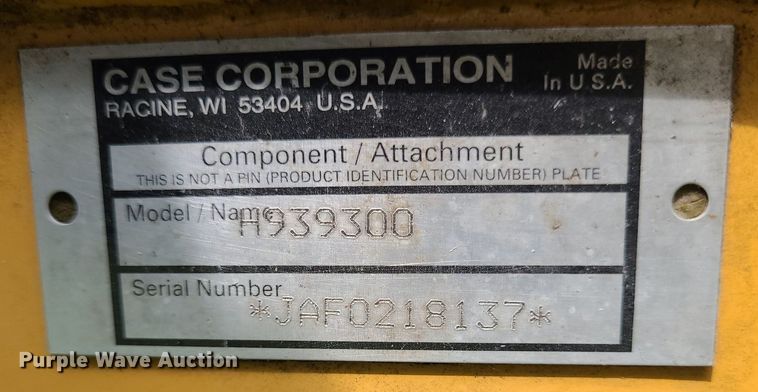 CASE CORPORATION
RACINE, WI 53404 U.S.A.
Made
In U.S.A.
Component / Attachment
THIS IS NOT A PIN (PRODUCT IDENTIFICATION NUMBER) PLATE
Model / Name
H939300
Serial Number
*JAF0218137*
Purple Wave Auction